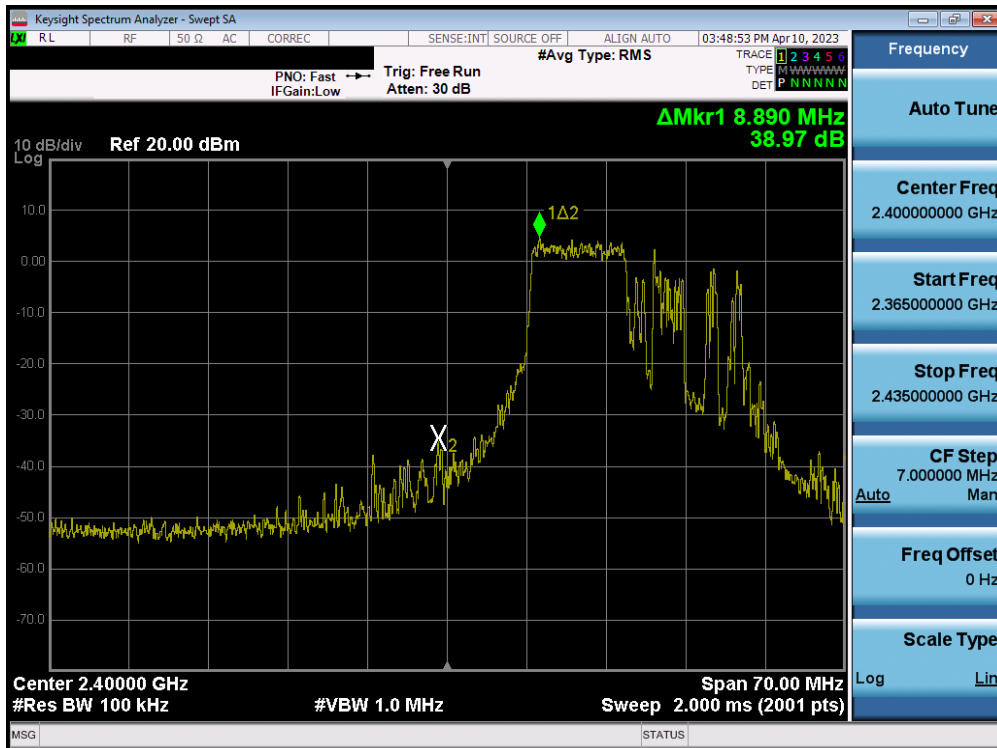 Keysight Spectrum Analyzer - Swept SA
LXI RL RF 50 Ω AC CORREC SENSE:INT SOURCE OFF ALIGN AUTO 03:48:53 PM Apr 10, 2023
#Avg Type: RMS
TRACE 1 2 3 4 5 6
TYPE M W W W W W
DET P N N N N N
PNO: Fast Trig: Free Run
IFGain:Low Atten: 30 dB
ΔMkr1 8.890 MHz
38.97 dB
10 dB/div Ref 20.00 dBm
Log
10.0
0.00
-10.0
-20.0
-30.0
-40.0
-50.0
-60.0
-70.0
1Δ2
X2
Center 2.40000 GHz Span 70.00 MHz
#Res BW 100 kHz #VBW 1.0 MHz Sweep 2.000 ms (2001 pts)
MSG STATUS
Frequency
Auto Tune
Center Freq
2.400000000 GHz
Start Freq
2.365000000 GHz
Stop Freq
2.435000000 GHz
CF Step
7.000000 MHz
Auto Man
Freq Offset
0 Hz
Scale Type
Log Lin